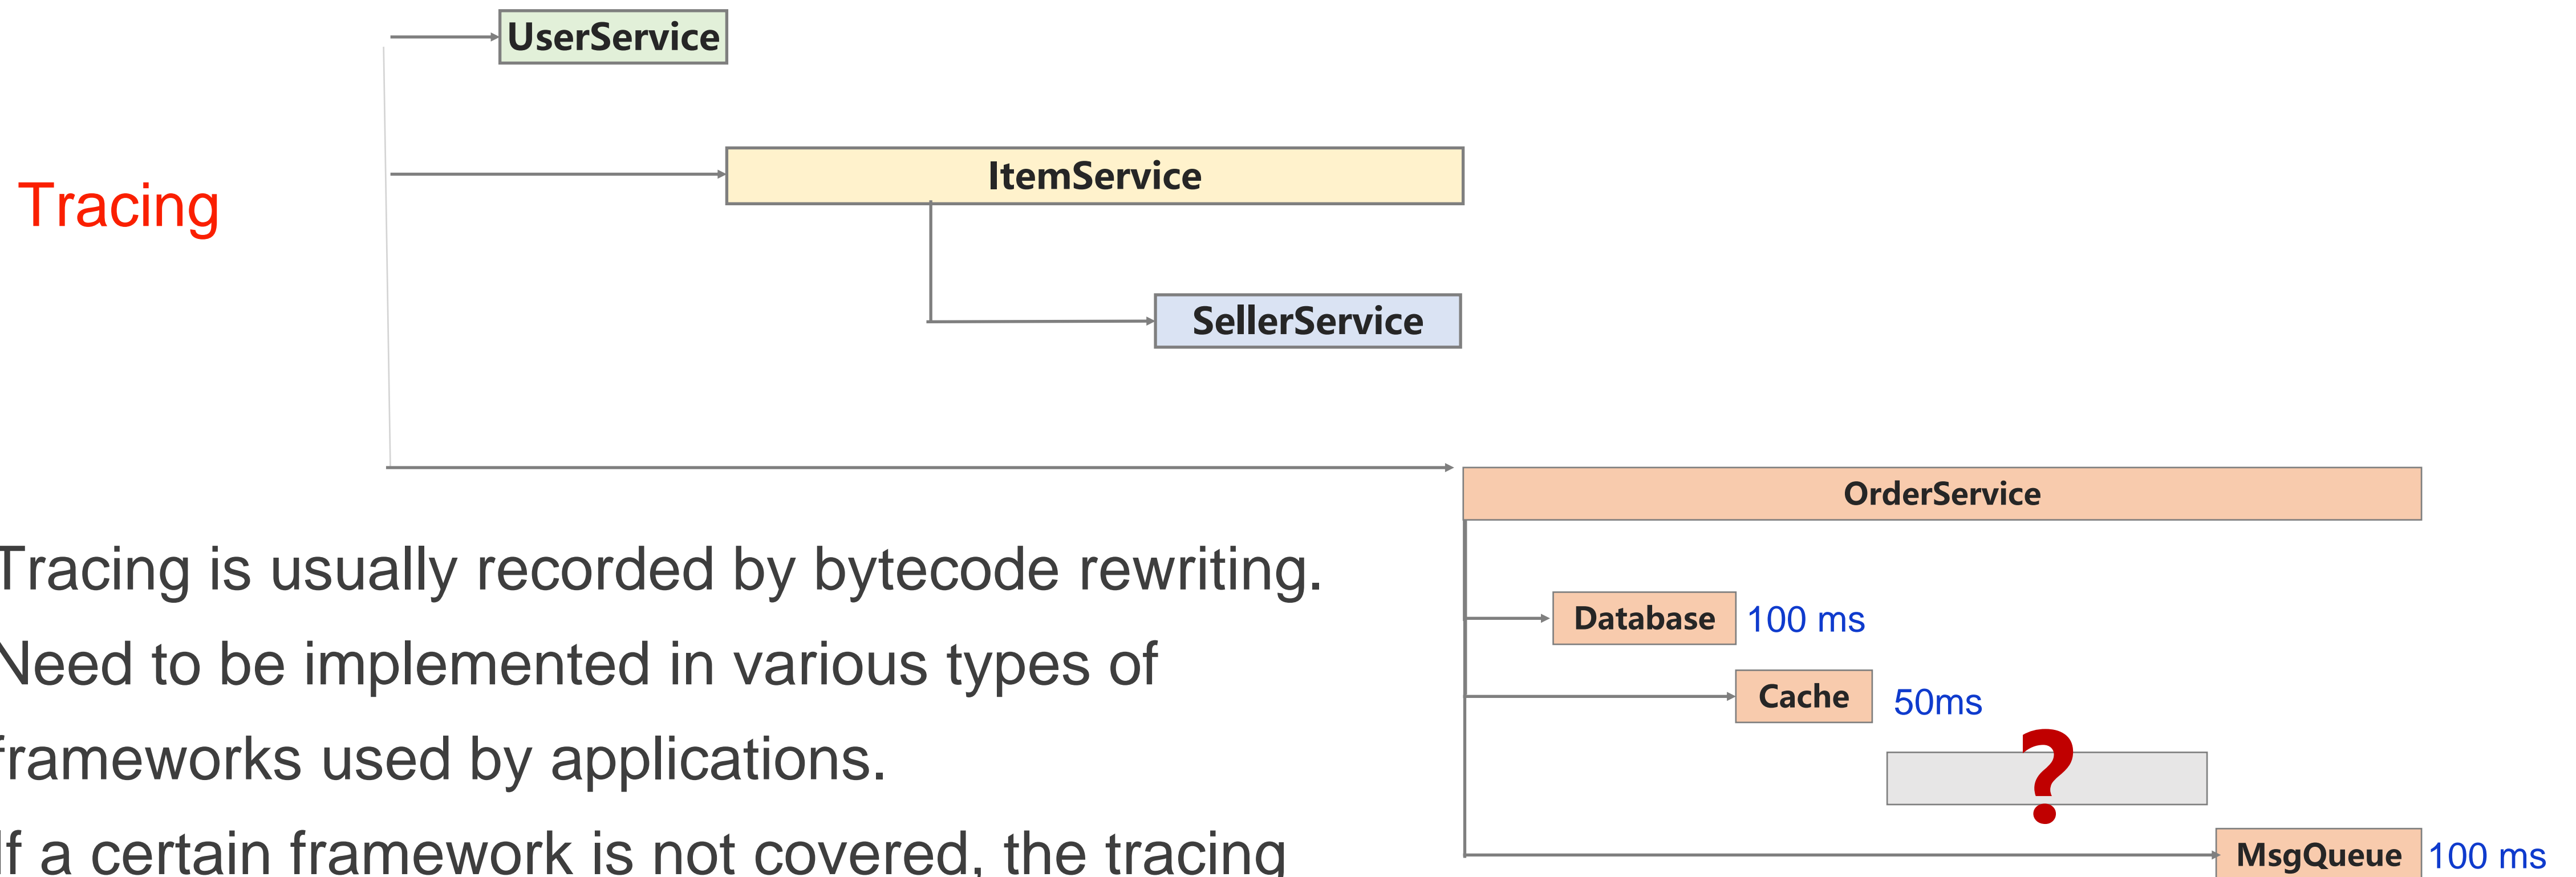 UserService
ItemService
Tracing
SellerService
OrderService
Tracing is usually recorded by bytecode rewriting.
Need to be implemented in various types of
frameworks used by applications.
If a certain framework is not covered, the tracing
Database 100 ms
Cache 50ms
?
MsgQueue 100 ms